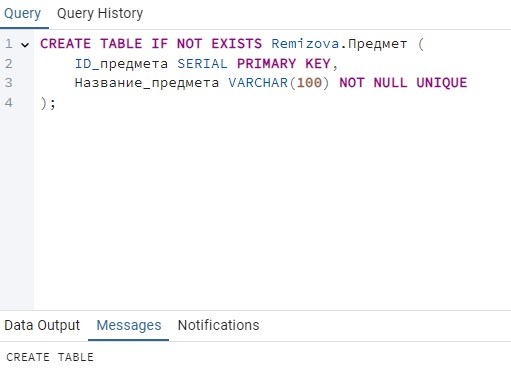 Query Query History
1 CREATE TABLE IF NOT EXISTS Remizova.Предмет (
2 ID_предмета SERIAL PRIMARY KEY,
3 Название_предмета VARCHAR(100) NOT NULL UNIQUE
4 );
Data Output Messages Notifications
CREATE TABLE